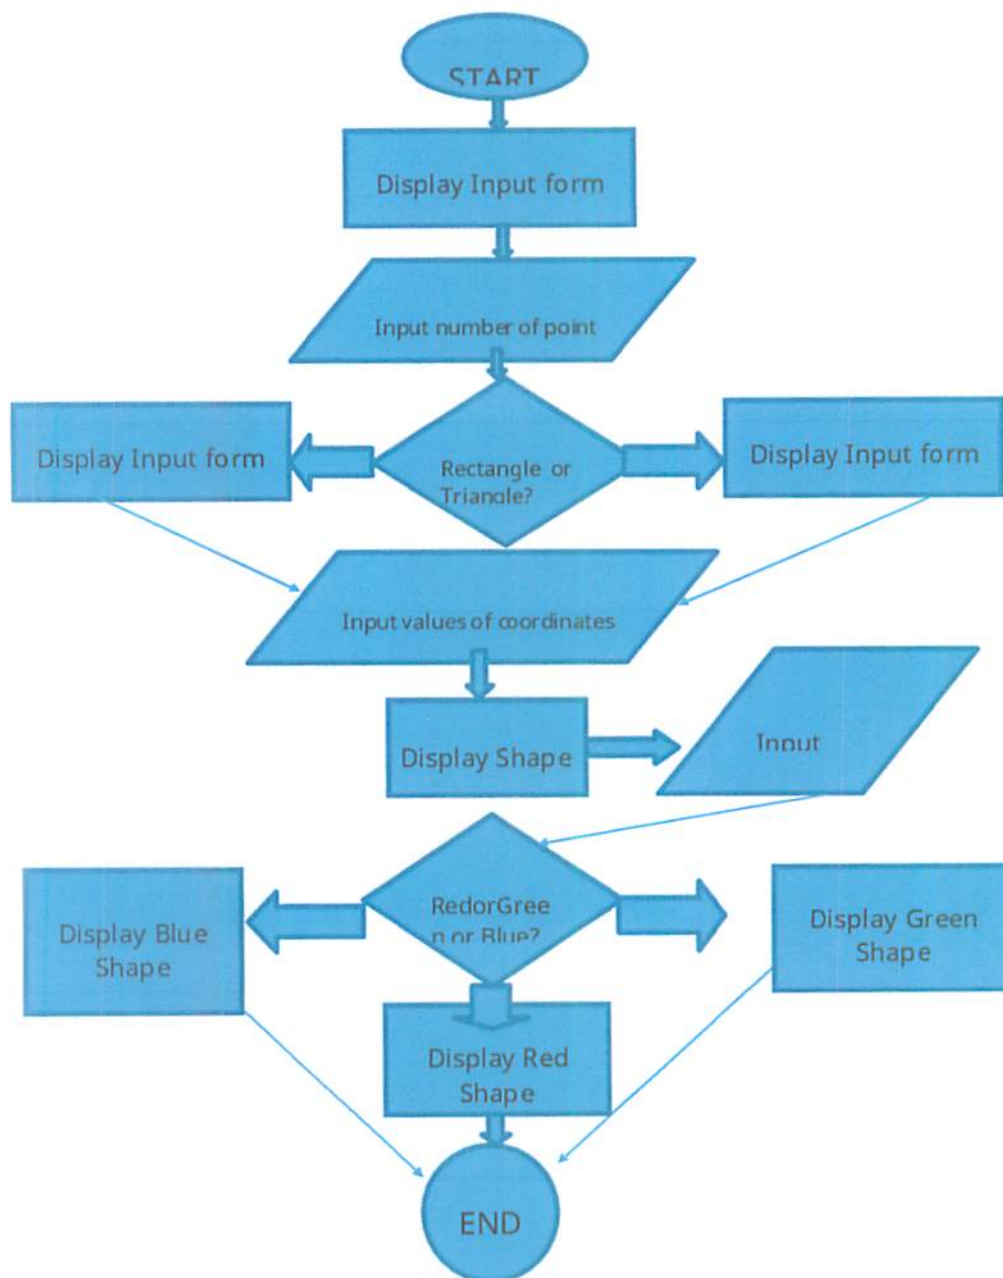 START
Display Input form
Input number of point
Display Input form
Rectangle or
Triangle?
Display Input form
Input values of coordinates
Display Shape
Input
RedorGree
n or Blue?
Display Blue
Shape
Display Green
Shape
Display Red
Shape
END